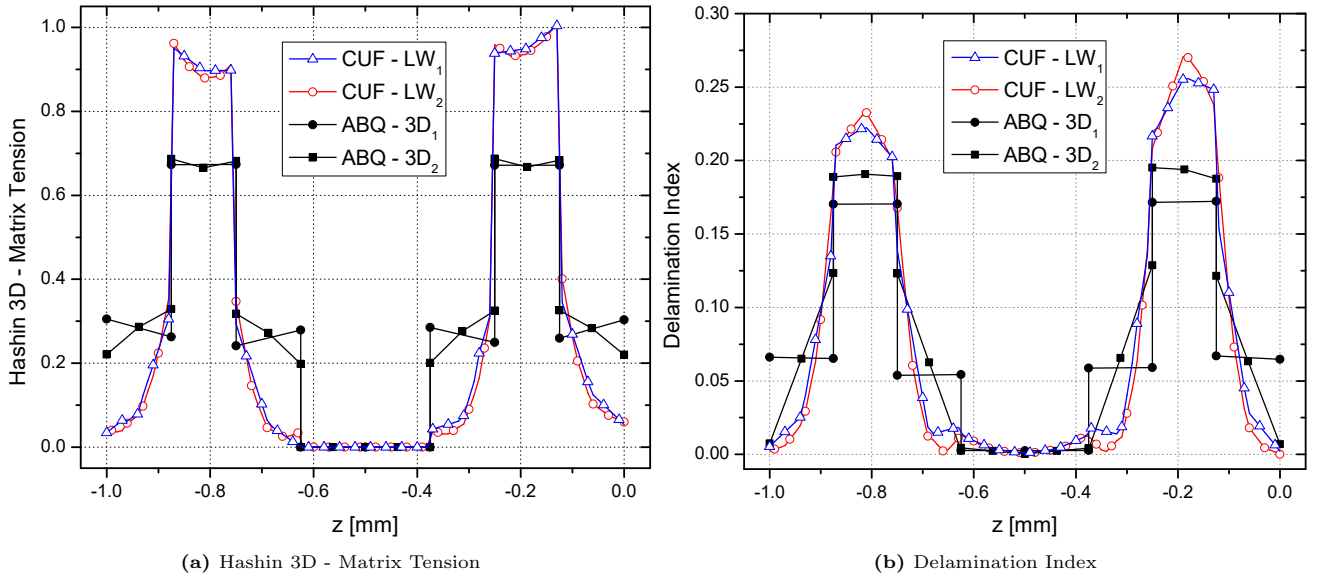 Hashin 3D - Matrix Tension
1.0
0.8
0.6
0.4
0.2
0.0
CUF - LW₁
CUF - LW₂
ABQ - 3D₁
ABQ - 3D₂
-1.0 -0.8 -0.6 -0.4 -0.2 0.0
z [mm]
(a) Hashin 3D - Matrix Tension
Delamination Index
0.30
0.25
0.20
0.15
0.10
0.05
0.00
CUF - LW₁
CUF - LW₂
ABQ - 3D₁
ABQ - 3D₂
-1.0 -0.8 -0.6 -0.4 -0.2 0.0
z [mm]
(b) Delamination Index